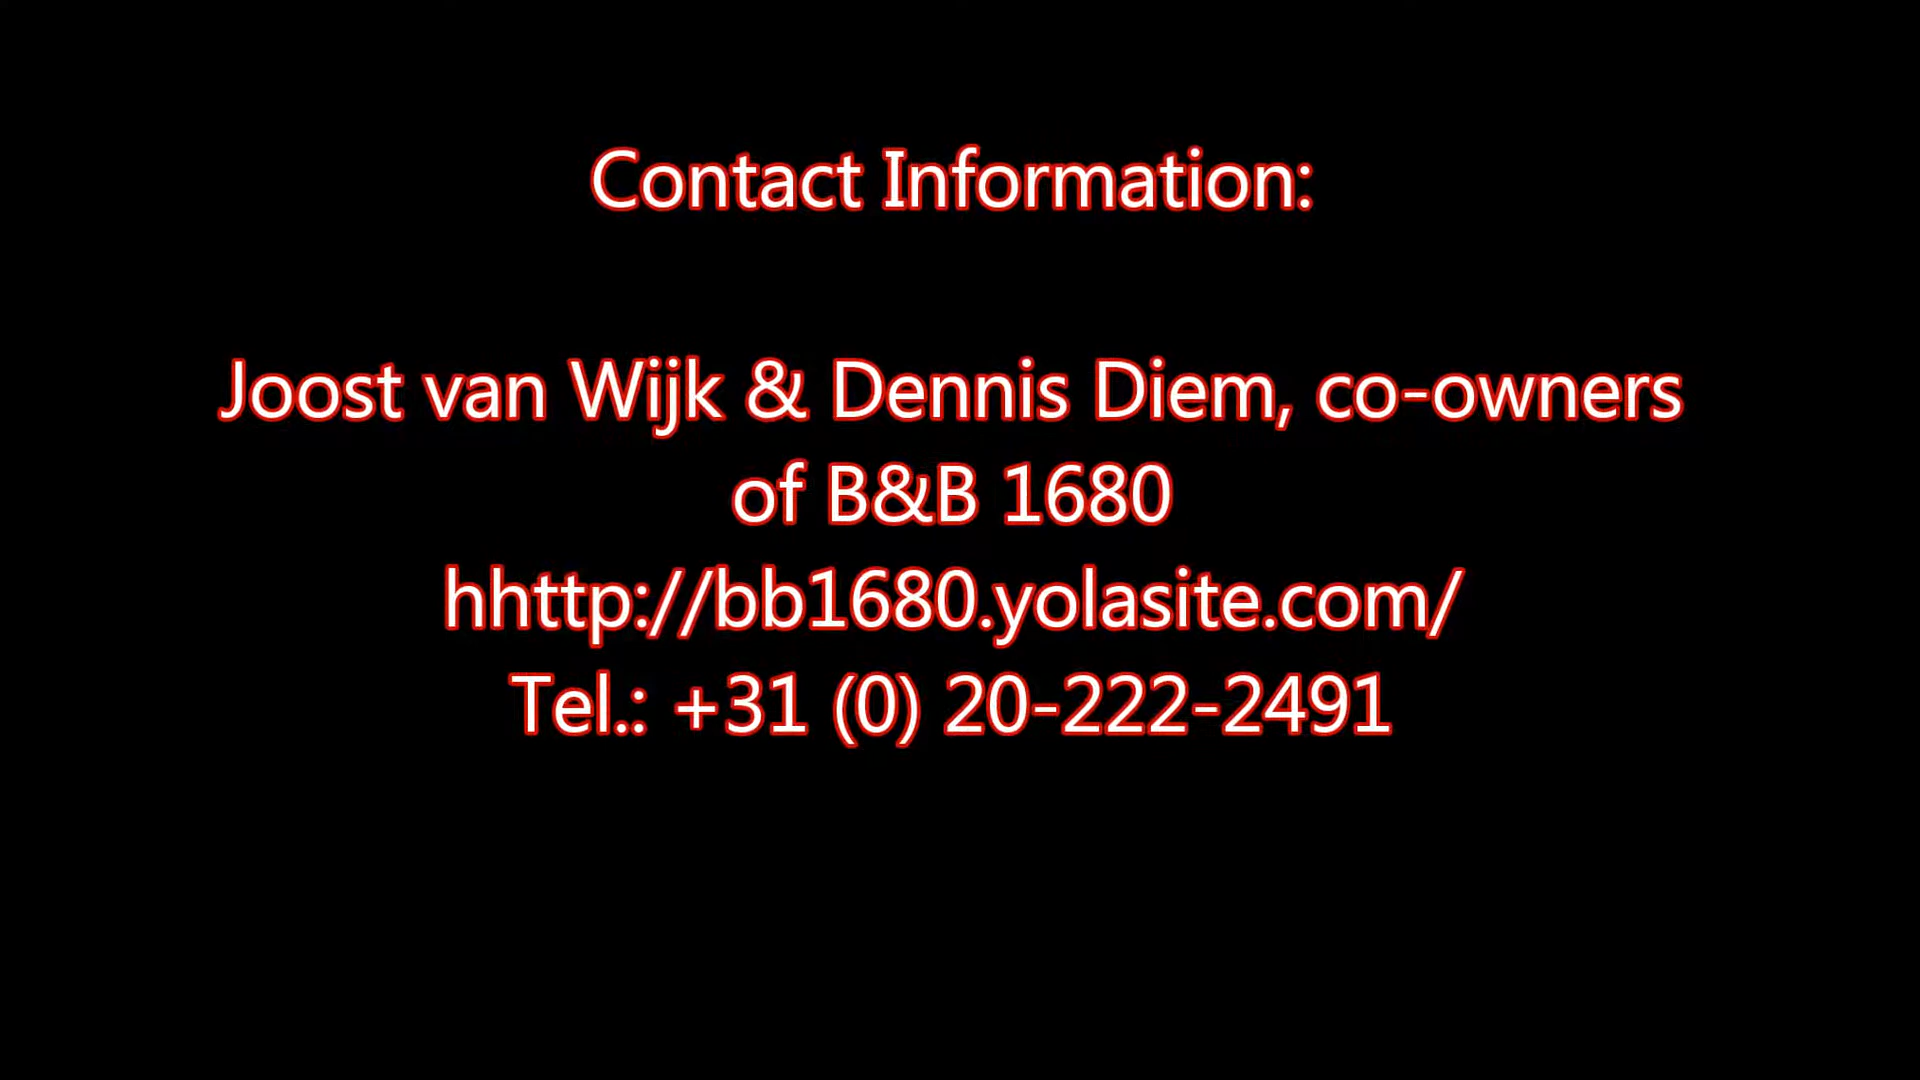 Contact Information:
Joost van Wijk & Dennis Diem, co-owners
of B&B 1680
hhttp://bb1680.yolasite.com/
Tel.: +31 (0) 20-222-2491